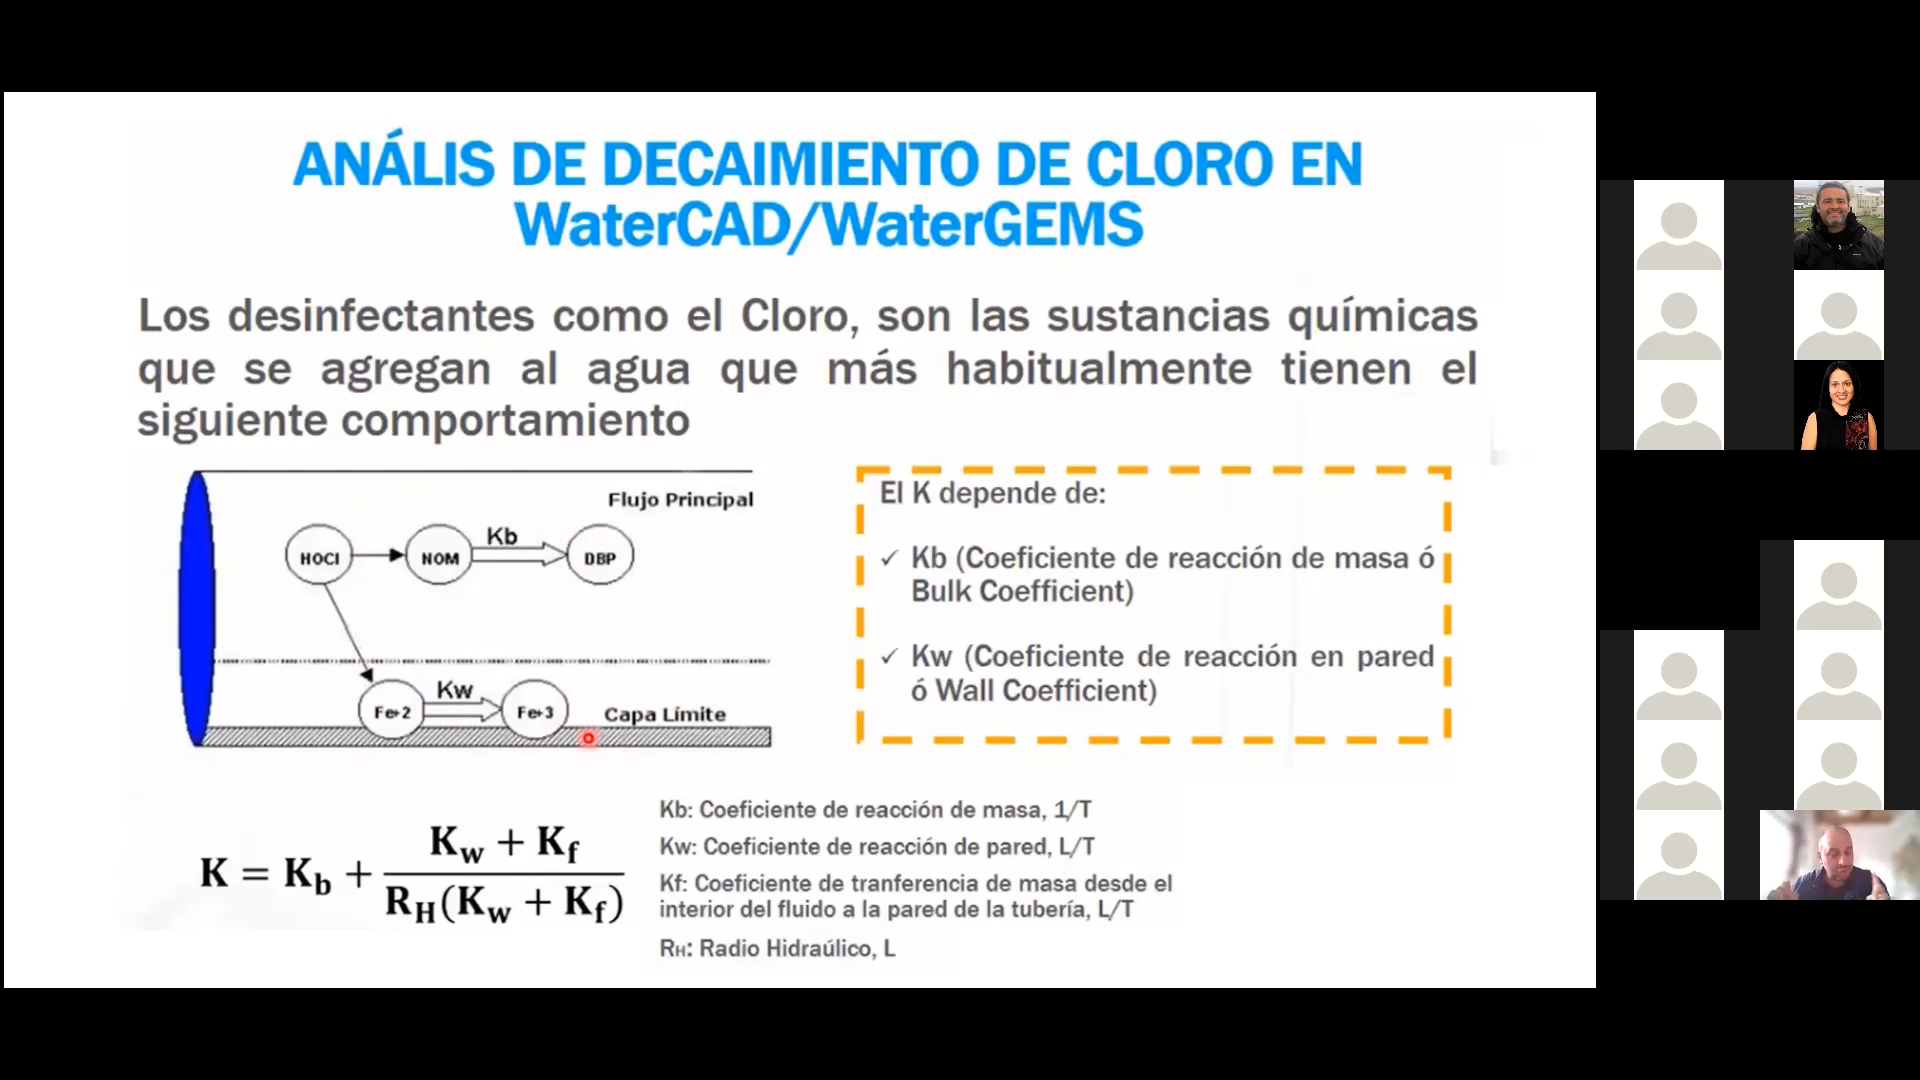 ANÁLIS DE DECAIMIENTO DE CLORO EN
WaterCAD/WaterGEMS
Los desinfectantes como el Cloro, son las sustancias químicas
que se agregan al agua que más habitualmente tienen el
siguiente comportamiento
Flujo Principal
HOCl
NOM
Kb
DBP
Fe+2
Kw
Fe+3
Capa Límite
El K depende de:
✓ Kb (Coeficiente de reacción de masa ó
Bulk Coefficient)
✓ Kw (Coeficiente de reacción en pared
ó Wall Coefficient)
K = Kb + (Kw + Kf) / (RH(Kw + Kf))
Kb: Coeficiente de reacción de masa, 1/T
Kw: Coeficiente de reacción de pared, L/T
Kf: Coeficiente de tranferencia de masa desde el
interior del fluido a la pared de la tubería, L/T
RH: Radio Hidraúlico, L